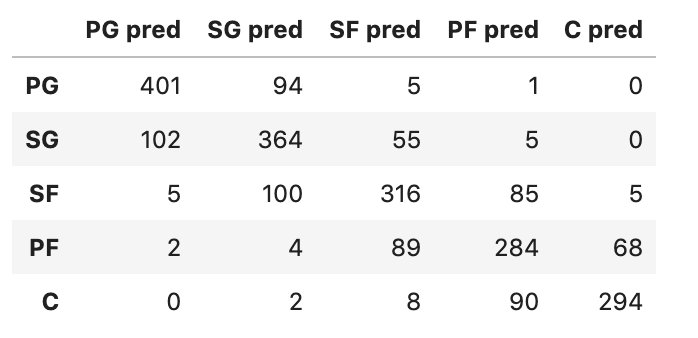 PG pred SG pred SF pred PF pred C pred
PG 401 94 5 1 0
SG 102 364 55 5 0
SF 5 100 316 85 5
PF 2 4 89 284 68
C 0 2 8 90 294